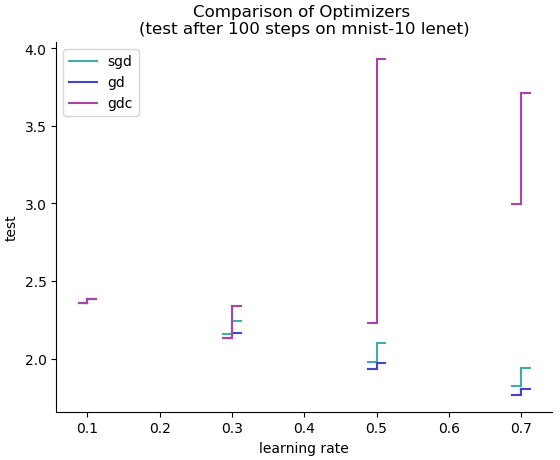 Comparison of Optimizers
(test after 100 steps on mnist-10 lenet)
4.0
sgd
gd
gdc
3.5
3.0
test
2.5
2.0
0.1 0.2 0.3 0.4 0.5 0.6 0.7
learning rate